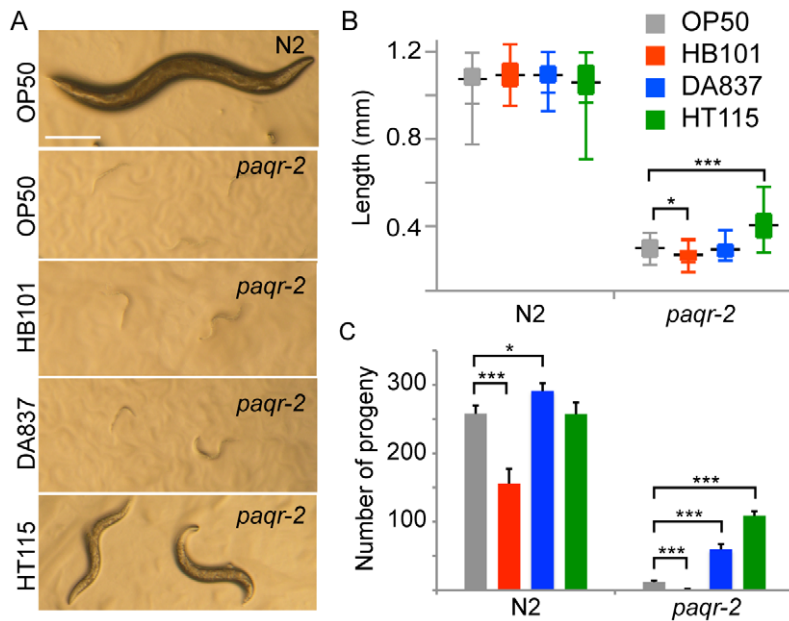 A
N2
OP50
paqr-2
OP50
paqr-2
HB101
paqr-2
DA837
paqr-2
HT115
B
OP50
HB101
DA837
HT115
1.2
0.8
0.4
Length (mm)
***
*
N2
paqr-2
C
300
200
100
Number of progeny
*
***
***
***
***
N2
paqr-2